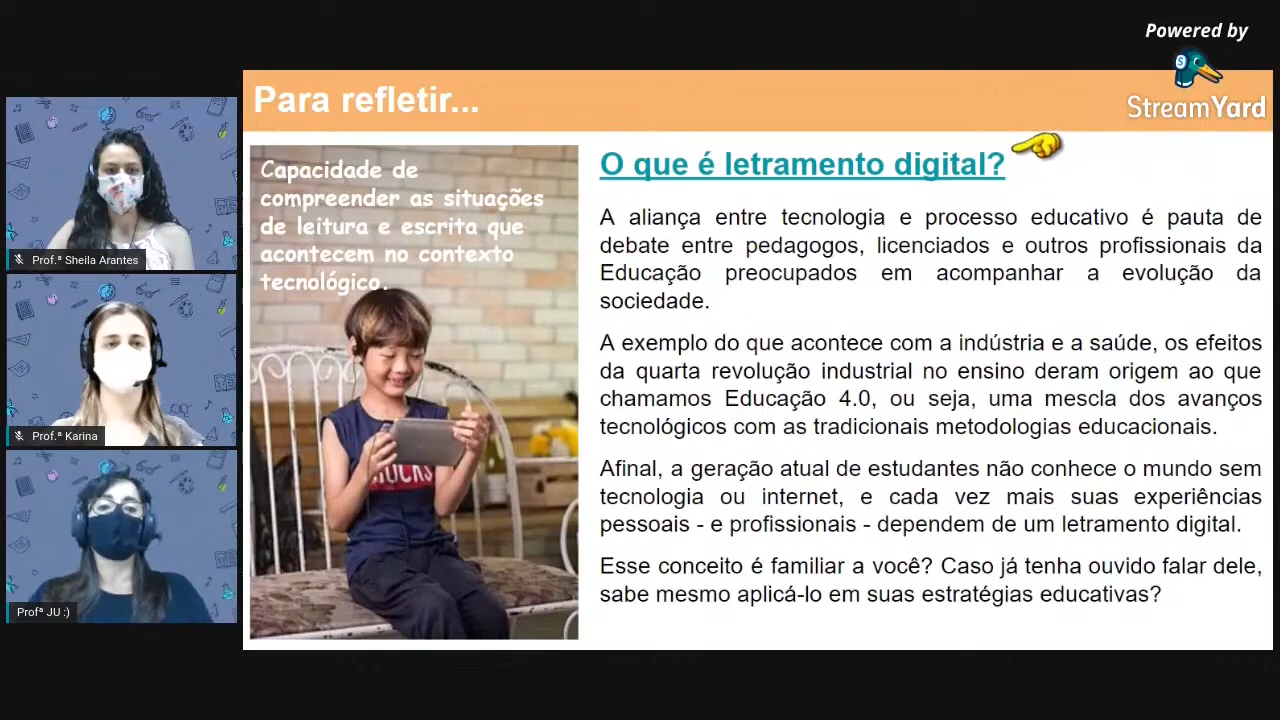 Powered by
StreamYard
Para refletir...
Capacidade de
compreender as situações
de leitura e escrita que
acontecem no contexto
tecnológico.
O que é letramento digital?
A aliança entre tecnologia e processo educativo é pauta de
debate entre pedagogos, licenciados e outros profissionais da
Educação preocupados em acompanhar a evolução da
sociedade.
A exemplo do que acontece com a indústria e a saúde, os efeitos
da quarta revolução industrial no ensino deram origem ao que
chamamos Educação 4.0, ou seja, uma mescla dos avanços
tecnológicos com as tradicionais metodologias educacionais.
Afinal, a geração atual de estudantes não conhece o mundo sem
tecnologia ou internet, e cada vez mais suas experiências
pessoais - e profissionais - dependem de um letramento digital.
Esse conceito é familiar a você? Caso já tenha ouvido falar dele,
sabe mesmo aplicá-lo em suas estratégias educativas?
Prof.ª Sheila Arantes
Prof.ª Karina
Profª JU :)